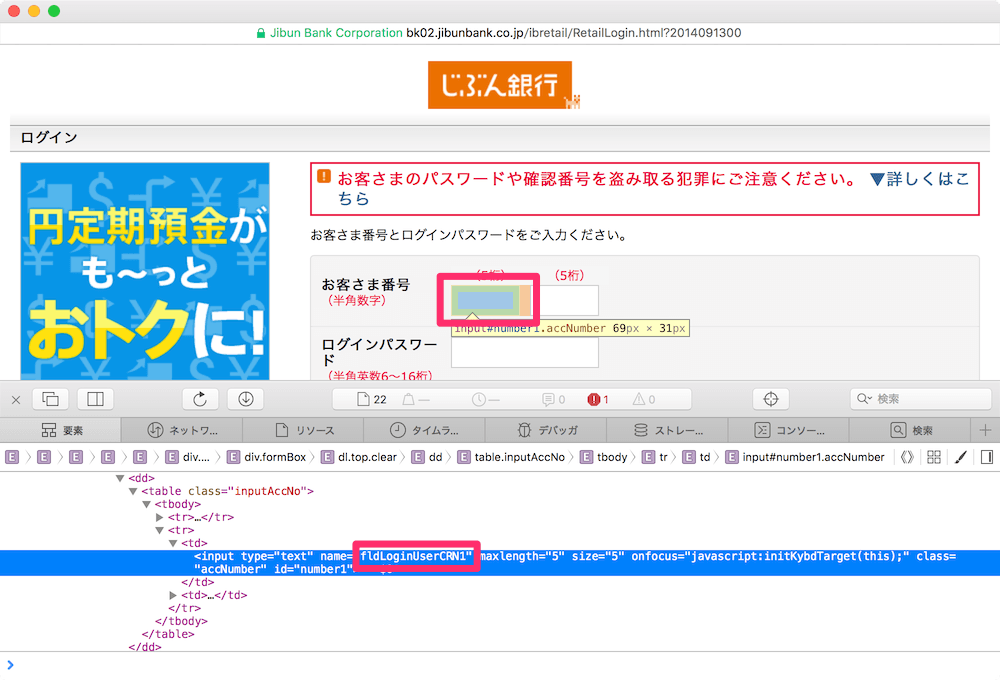 Jibun Bank Corporation bk02.jibunbank.co.jp/ibretail/RetailLogin.html?2014091300
じぶん銀行
ログイン
円定期預金が
も〜っと
おトクに!
お客さまのパスワードや確認番号を盗み取る犯罪にご注意ください。 ▼詳しくはこ
ちら
お客さま番号とログインパスワードをご入力ください。
(5桁) (5桁)
お客さま番号
(半角数字)
input#number1.accNumber 69px × 31px
ログインパスワー
ド
(半角英数6〜16桁)
22 — — 0 1 0 検索
要素 ネットワ... リソース タイムラ... デバッガ ストレー... コンソー... 検索
E E E E E E div.... E div.formBox E dl.top.clear E dd E table.inputAccNo E tbody E tr E td E input#number1.accNumber
<dd>
<table class="inputAccNo">
<tbody>
<tr>…</tr>
<tr>
<td>
<input type="text" name="fldLoginUserCRN1" maxlength="5" size="5" onfocus="javascript:initKybdTarget(this);" class=
"accNumber" id="number1">
</td>
<td>…</td>
</tr>
</tbody>
</table>
</dd>